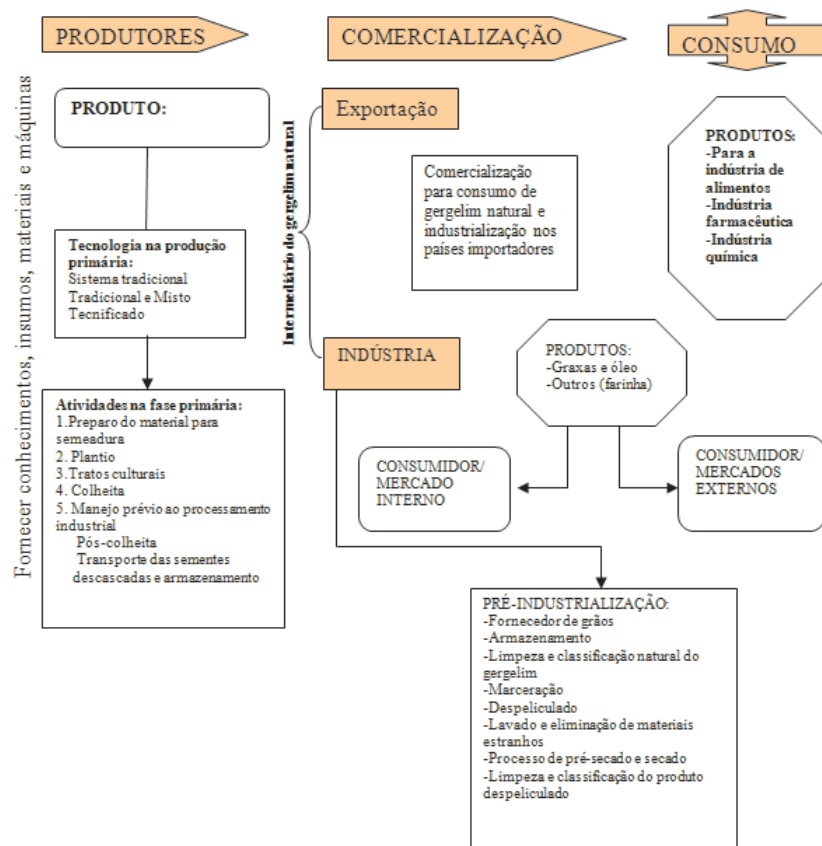 PRODUTORES
COMERCIALIZAÇÃO
CONSUMO
Fornecer conhecimentos, insumos, materiais e máquinas
PRODUTO:
Tecnologia na produção
primária:
Sistema tradicional
Tradicional e Misto
Tecnificado
Atividades na fase primária:
1.Preparo do material para
semeadura
2. Plantio
3.Tratos culturais
4. Colheita
5. Manejo prévio ao processamento
industrial
Pós-colheita
Transporte das sementes
descascadas e armazenamento
Intermediário do gergelim natural
Exportação
Comercialização
para consumo de
gergelim natural e
industrialização nos
países importadores
INDÚSTRIA
PRODUTOS:
-Graxas e óleo
-Outros (farinha)
CONSUMIDOR/
MERCADO
INTERNO
CONSUMIDOR/
MERCADOS
EXTERNOS
PRODUTOS:
-Para a
indústria de
alimentos
-Indústria
farmacêutica
-Indústria
química
PRÉ-INDUSTRIALIZAÇÃO:
-Fornecedor de grãos
-Armazenamento
-Limpeza e classificação natural do
gergelim
-Marceração
-Despeliculado
-Lavado e eliminação de materiais
estranhos
-Processo de pré-secado e secado
-Limpeza e classificação do produto
despeliculado